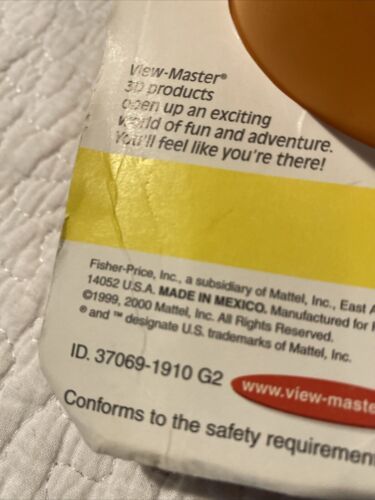 View-Master®
3D products
open up an exciting
world of fun and adventure.
You'll feel like you're there!
Fisher-Price, Inc., a subsidiary of Mattel, Inc., East A
14052 U.S.A. MADE IN MEXICO. Manufactured for
©1999, 2000 Mattel, Inc. All Rights Reserved.
® and ™ designate U.S. trademarks of Mattel, Inc.
ID. 37069-1910 G2
www.view-maste
Conforms to the safety requiremen